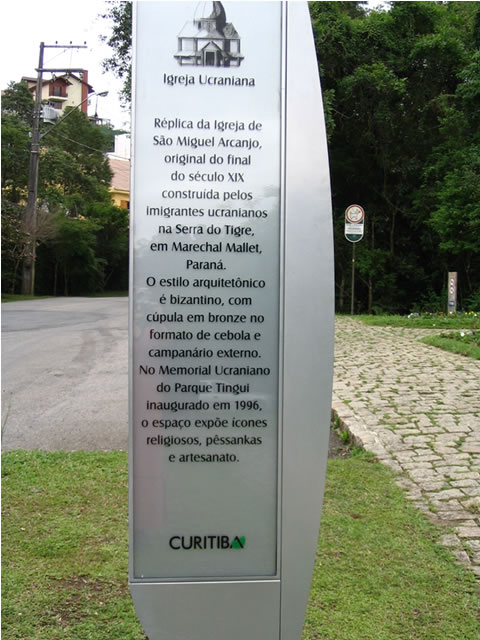 Igreja Ucraniana
Réplica da Igreja de
São Miguel Arcanjo,
original do final
do século XIX
construída pelos
imigrantes ucranianos
na Serra do Tigre,
em Marechal Mallet,
Paraná.
O estilo arquitetônico
é bizantino, com
cúpula em bronze no
formato de cebola e
campanário externo.
No Memorial Ucraniano
do Parque Tingui
inaugurado em 1996,
o espaço expõe ícones
religiosos, pêssankas
e artesanato.
CURITIBA